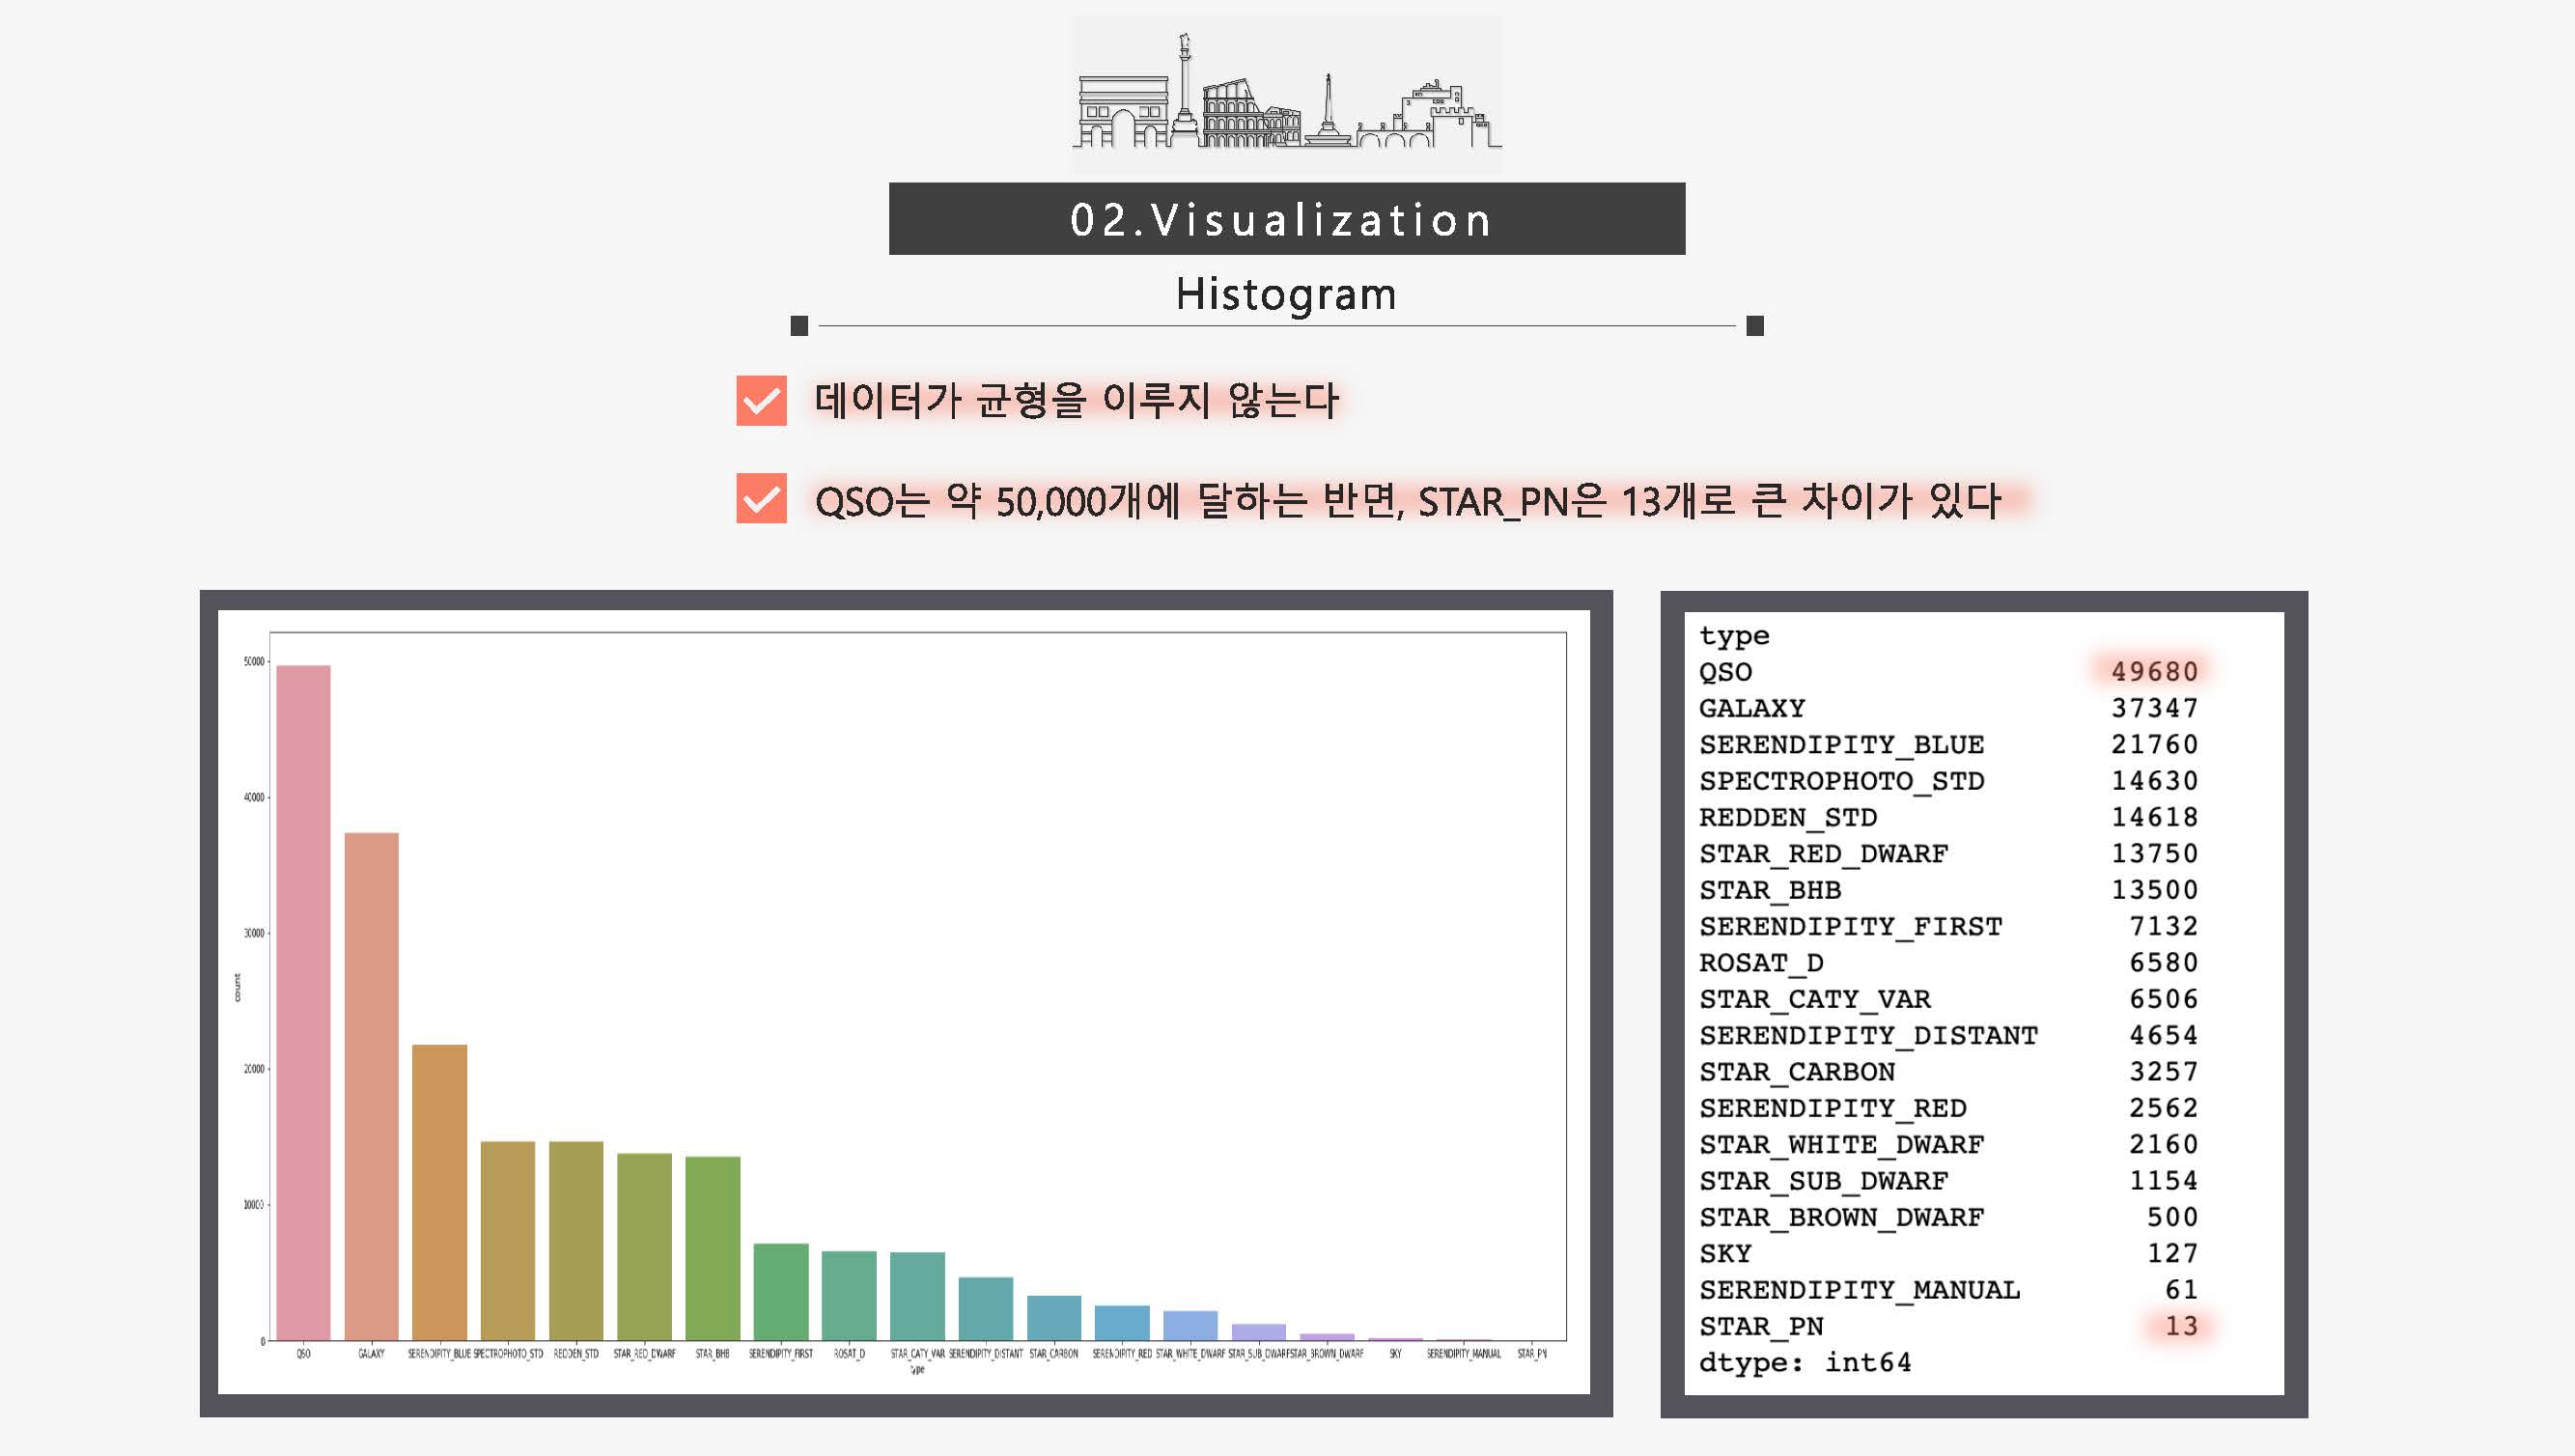 02.Visualization
Histogram
데이터가 균형을 이루지 않는다
QSO는 약 50,000개에 달하는 반면, STAR_PN은 13개로 큰 차이가 있다
50000
40000
30000
20000
10000
0
count
QSO GALAXY SERENDIPITY_BLUE SPECTROPHOTO_STD REDDEN_STD STAR_RED_DWARF STAR_BHB SERENDIPITY_FIRST ROSAT_D STAR_CATY_VAR SERENDIPITY_DISTANT STAR_CARBON SERENDIPITY_RED STAR_WHITE_DWARF STAR_SUB_DWARF STAR_BROWN_DWARF SKY SERENDIPITY_MANUAL STAR_PN
type
type
QSO 49680
GALAXY 37347
SERENDIPITY_BLUE 21760
SPECTROPHOTO_STD 14630
REDDEN_STD 14618
STAR_RED_DWARF 13750
STAR_BHB 13500
SERENDIPITY_FIRST 7132
ROSAT_D 6580
STAR_CATY_VAR 6506
SERENDIPITY_DISTANT 4654
STAR_CARBON 3257
SERENDIPITY_RED 2562
STAR_WHITE_DWARF 2160
STAR_SUB_DWARF 1154
STAR_BROWN_DWARF 500
SKY 127
SERENDIPITY_MANUAL 61
STAR_PN 13
dtype: int64